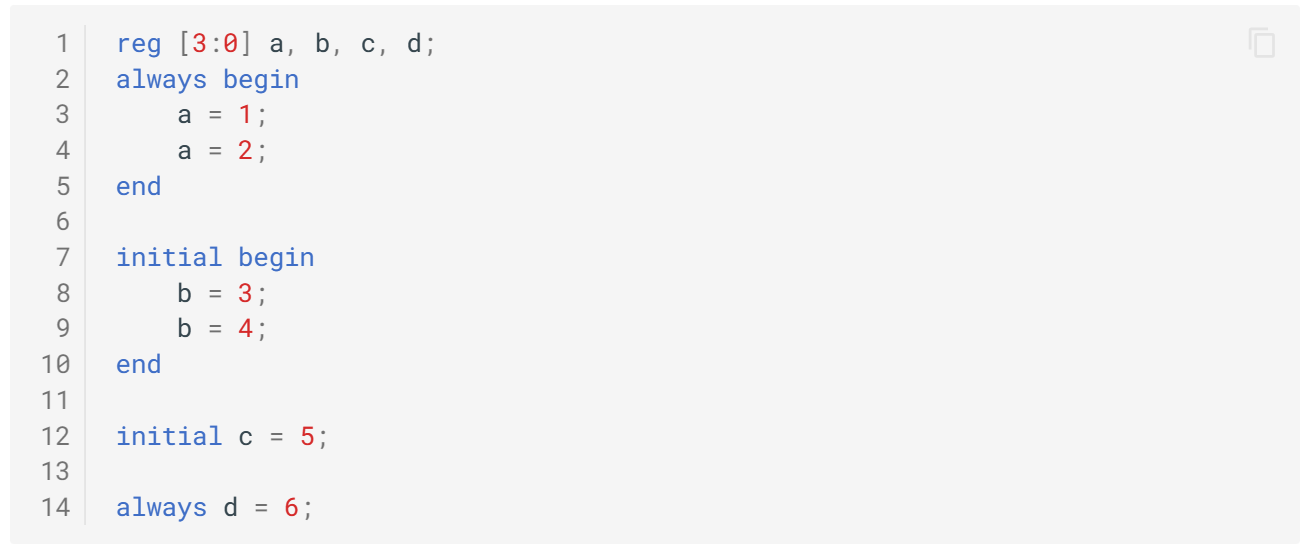 1 reg [3:0] a, b, c, d;
2 always begin
3     a = 1;
4     a = 2;
5 end
6
7 initial begin
8     b = 3;
9     b = 4;
10 end
11
12 initial c = 5;
13
14 always d = 6;